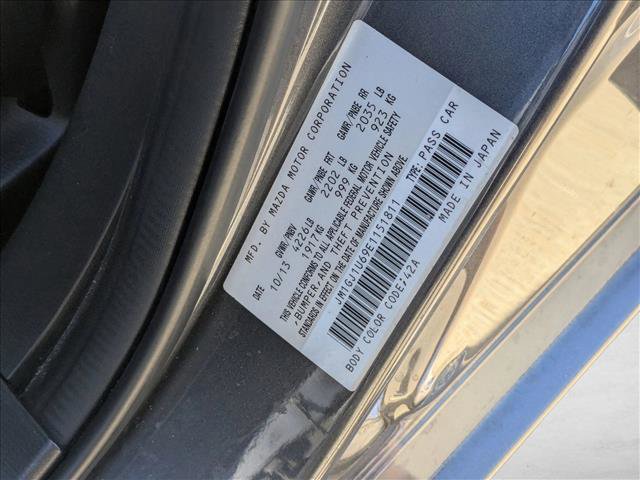 MFD. BY MAZDA MOTOR CORPORATION
DATE GVWR/PNBV GAWR/PNBE FRT GAWR/PNBE RR
10/13 4226LB 2202 LB 2035 LB
1917KG 999 KG 923 KG
THIS VEHICLE CONFORMS TO ALL APPLICABLE FEDERAL MOTOR VEHICLE SAFETY
,BUMPER,AND THEFT PREVENTION
STANDARDS IN EFFECT ON THE DATE OF MANUFACTURE SHOWN ABOVE.
JM1GJ1U69E1151811 TYPE: PASS CAR
BODY COLOR CODE:42A MADE IN JAPAN